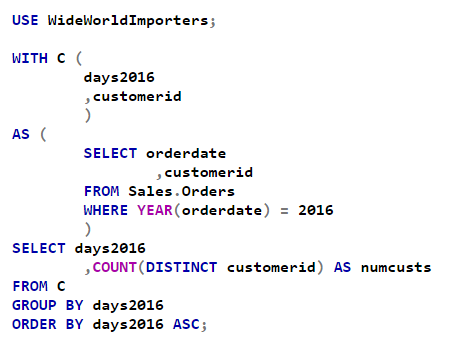 USE WideWorldImporters;
WITH C (
days2016
,customerid
)
AS (
SELECT orderdate
,customerid
FROM Sales.Orders
WHERE YEAR(orderdate) = 2016
)
SELECT days2016
,COUNT(DISTINCT customerid) AS numcusts
FROM C
GROUP BY days2016
ORDER BY days2016 ASC;